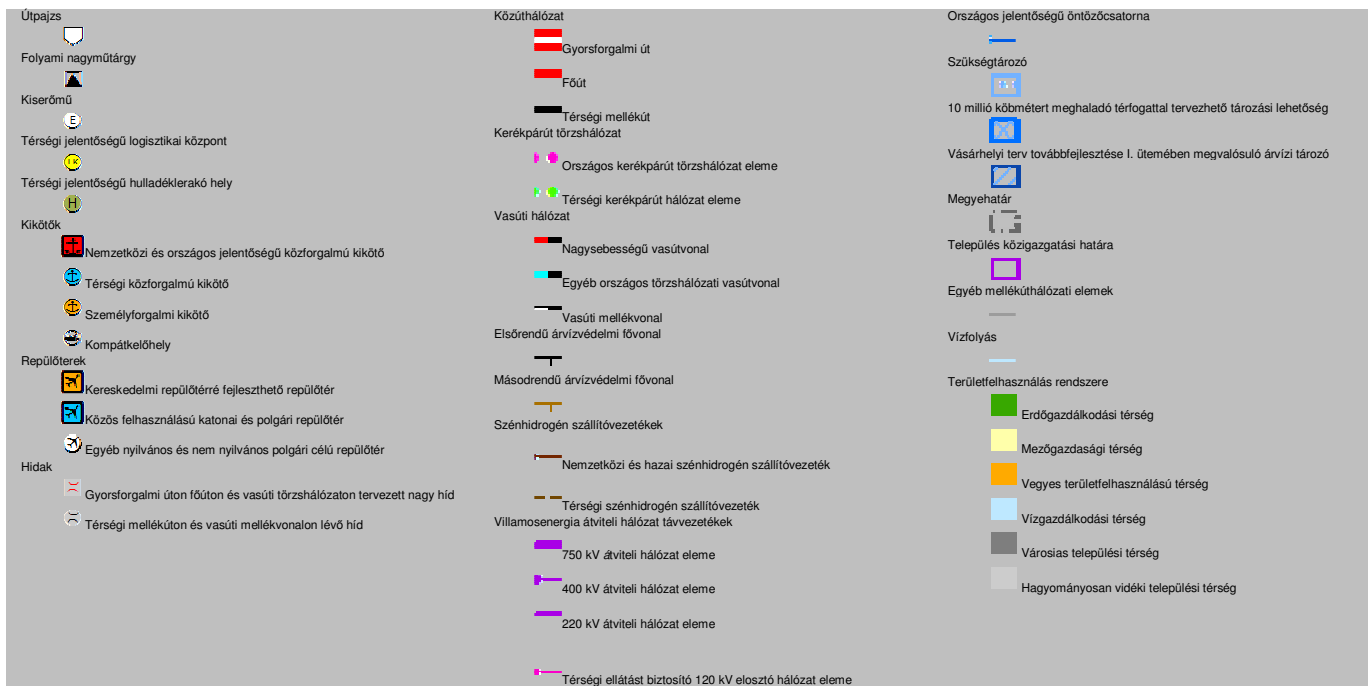 Útpajzs
Folyami nagyműtárgy
Kiserőmű
E
Térségi jelentőségű logisztikai központ
LK
Térségi jelentőségű hulladéklerakó hely
H
Kikötők
Nemzetközi és országos jelentőségű közforgalmú kikötő
Térségi közforgalmú kikötő
Személyforgalmi kikötő
Kompátkelőhely
Repülőterek
Kereskedelmi repülőtérré fejleszthető repülőtér
Közös felhasználású katonai és polgári repülőtér
Egyéb nyilvános és nem nyilvános polgári célú repülőtér
Hidak
Gyorsforgalmi úton főúton és vasúti törzshálózaton tervezett nagy híd
Térségi mellékúton és vasúti mellékvonalon lévő híd
Közúthálózat
Gyorsforgalmi út
Főút
Térségi mellékút
Kerékpárút törzshálózat
Országos kerékpárút törzshálózat eleme
Térségi kerékpárút hálózat eleme
Vasúti hálózat
Nagysebességű vasútvonal
Egyéb országos törzshálózati vasútvonal
Vasúti mellékvonal
Elsőrendű árvízvédelmi fővonal
Másodrendű árvízvédelmi fővonal
Szénhidrogén szállítóvezetékek
Nemzetközi és hazai szénhidrogén szállítóvezeték
Térségi szénhidrogén szállítóvezeték
Villamosenergia átviteli hálózat távvezetékek
750 kV átviteli hálózat eleme
400 kV átviteli hálózat eleme
220 kV átviteli hálózat eleme
Térségi ellátást biztosító 120 kV elosztó hálózat eleme
Országos jelentőségű öntözőcsatorna
Szükségtározó
10 millió köbmétert meghaladó térfogattal tervezhető tározási lehetőség
Vásárhelyi terv továbbfejlesztése I. ütemében megvalósuló árvízi tározó
Megyehatár
Település közigazgatási határa
Egyéb mellékúthálózati elemek
Vízfolyás
Területfelhasználás rendszere
Erdőgazdálkodási térség
Mezőgazdasági térség
Vegyes területfelhasználású térség
Vízgazdálkodási térség
Városias települési térség
Hagyományosan vidéki települési térség